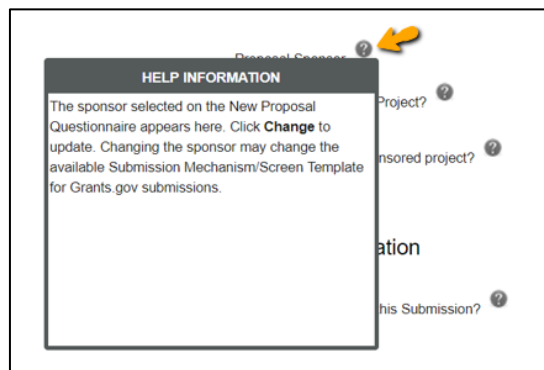 Proposal Sponsor
HELP INFORMATION
The sponsor selected on the New Proposal
Questionnaire appears here. Click Change to
update. Changing the sponsor may change the
available Submission Mechanism/Screen Template
for Grants.gov submissions.
Project?
nsored project?
ation
his Submission?